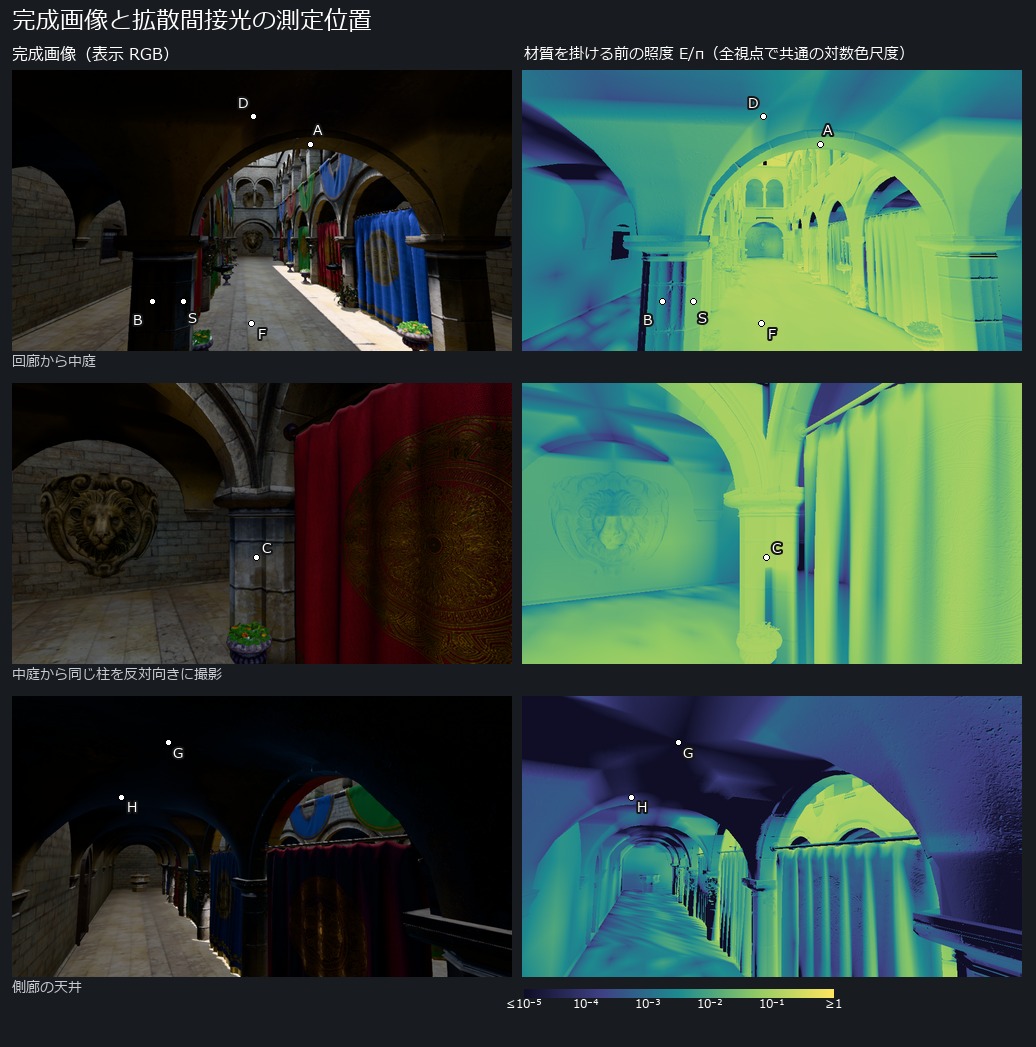 完成画像と拡散間接光の測定位置
完成画像（表示 RGB）
材質を掛ける前の照度 E/π（全視点で共通の対数色尺度）
D
A
B
S
F
D
A
B
S
F
回廊から中庭
C
C
中庭から同じ柱を反対向きに撮影
G
H
G
H
側廊の天井
≤10⁻⁵ 10⁻⁴ 10⁻³ 10⁻² 10⁻¹ ≥1